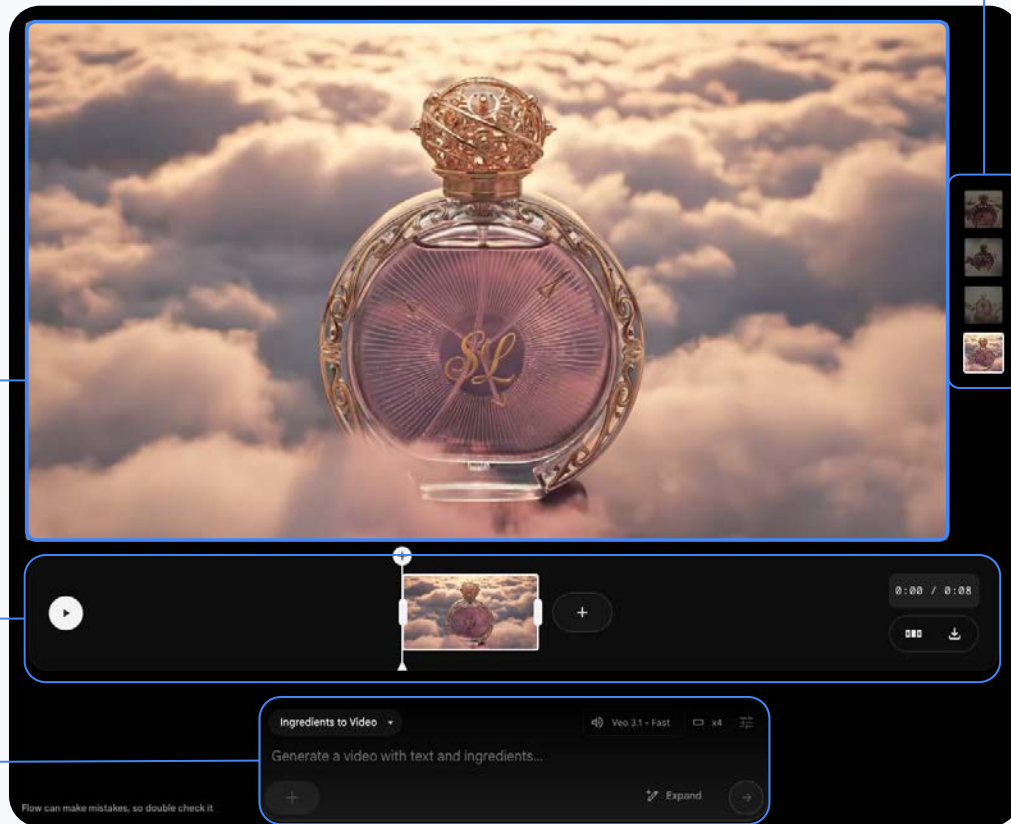 SL
0:00 / 0:08
Ingredients to Video
Veo 3.1 - Fast
x4
Generate a video with text and ingredients...
Expand
Flow can make mistakes, so double check it